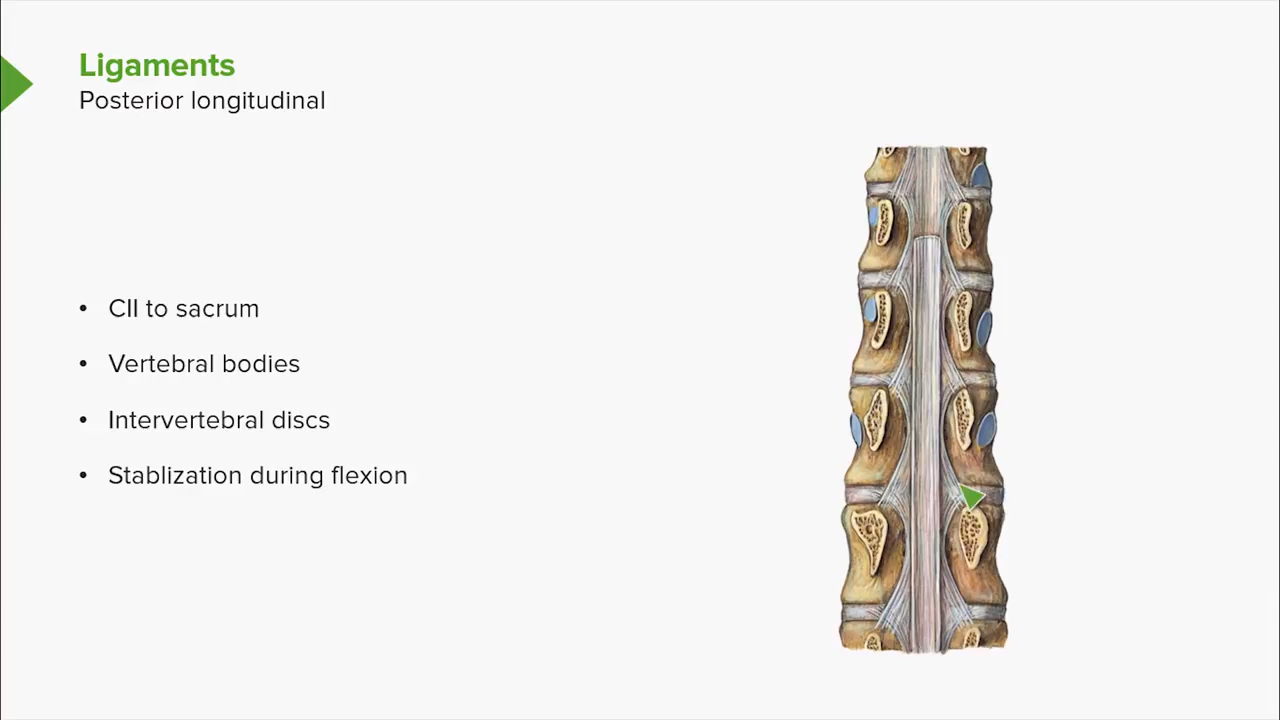 Ligaments
Posterior longitudinal
• CII to sacrum
• Vertebral bodies
• Intervertebral discs
• Stablization during flexion